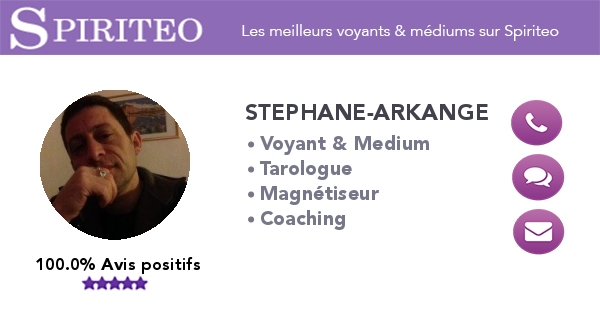 SPIRITEO
Les meilleurs voyants & médiums sur Spiriteo
STEPHANE-ARKANGE
• Voyant & Medium
• Tarologue
• Magnétiseur
• Coaching
100.0% Avis positifs